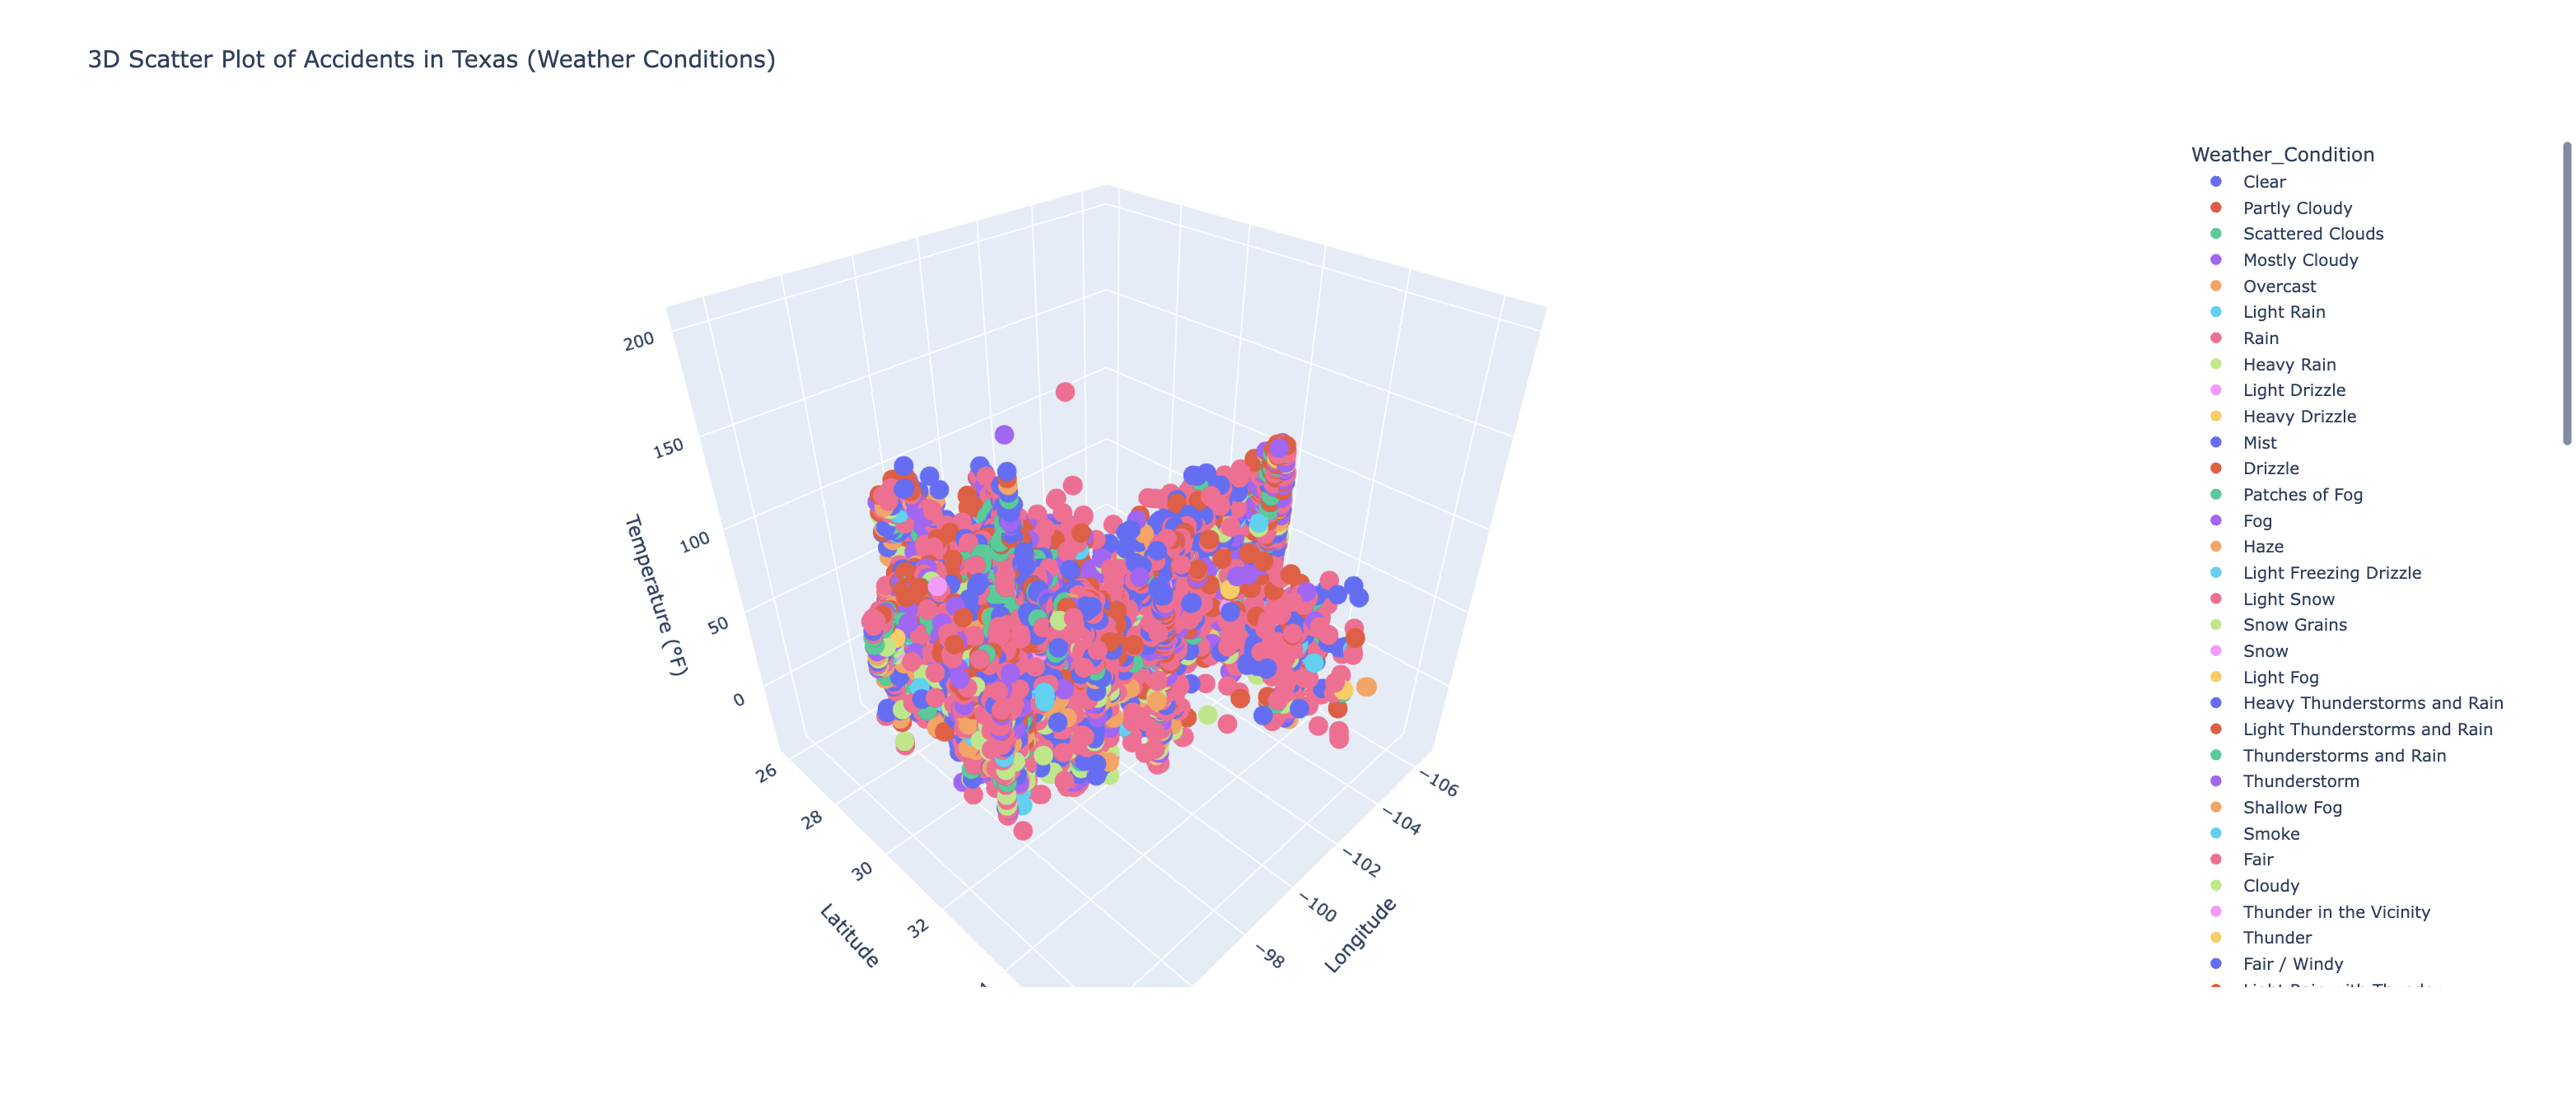 3D Scatter Plot of Accidents in Texas (Weather Conditions)
Weather_Condition
Clear
Partly Cloudy
Scattered Clouds
Mostly Cloudy
Overcast
Light Rain
Rain
Heavy Rain
Light Drizzle
Heavy Drizzle
Mist
Drizzle
Patches of Fog
Fog
Haze
Light Freezing Drizzle
Light Snow
Snow Grains
Snow
Light Fog
Heavy Thunderstorms and Rain
Light Thunderstorms and Rain
Thunderstorms and Rain
Thunderstorm
Shallow Fog
Smoke
Fair
Cloudy
Thunder in the Vicinity
Thunder
Fair / Windy
Light Rain with Thunder
200
150
100
50
0
Temperature (°F)
26
28
30
32
Latitude
−106
−104
−102
−100
−98
Longitude